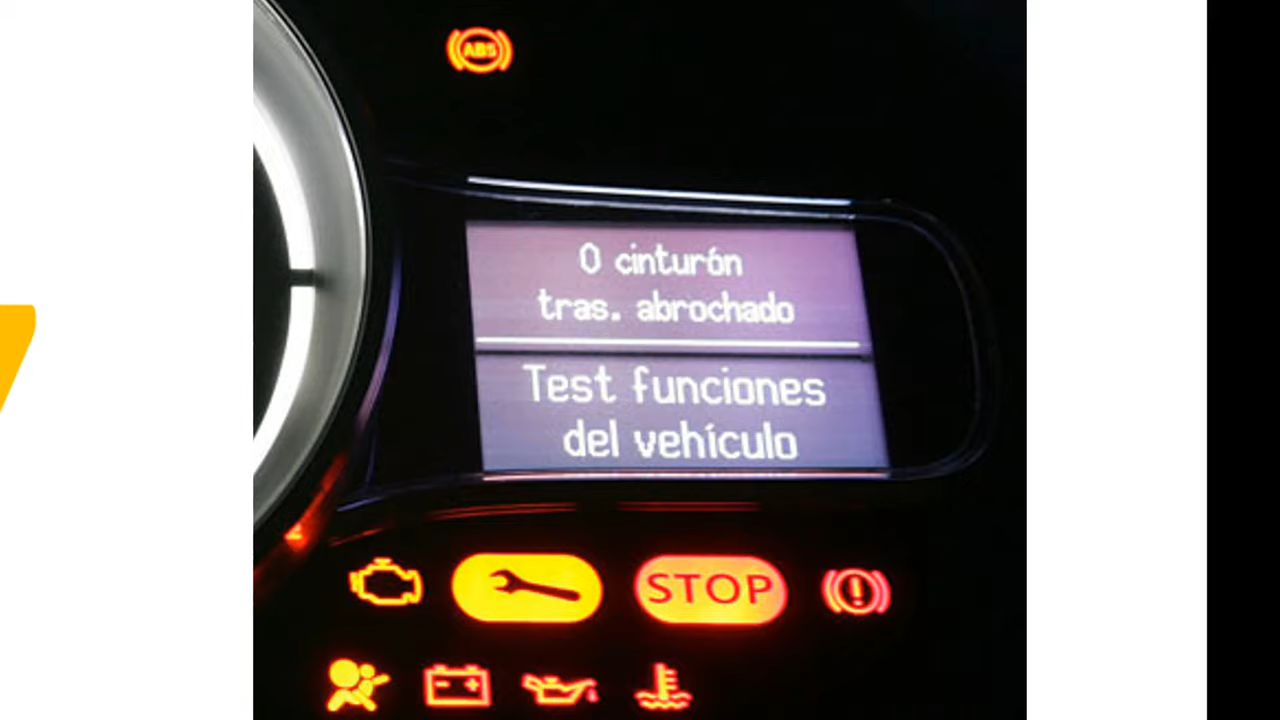 ABS
0 cinturón
tras. abrochado
Test funciones
del vehículo
STOP